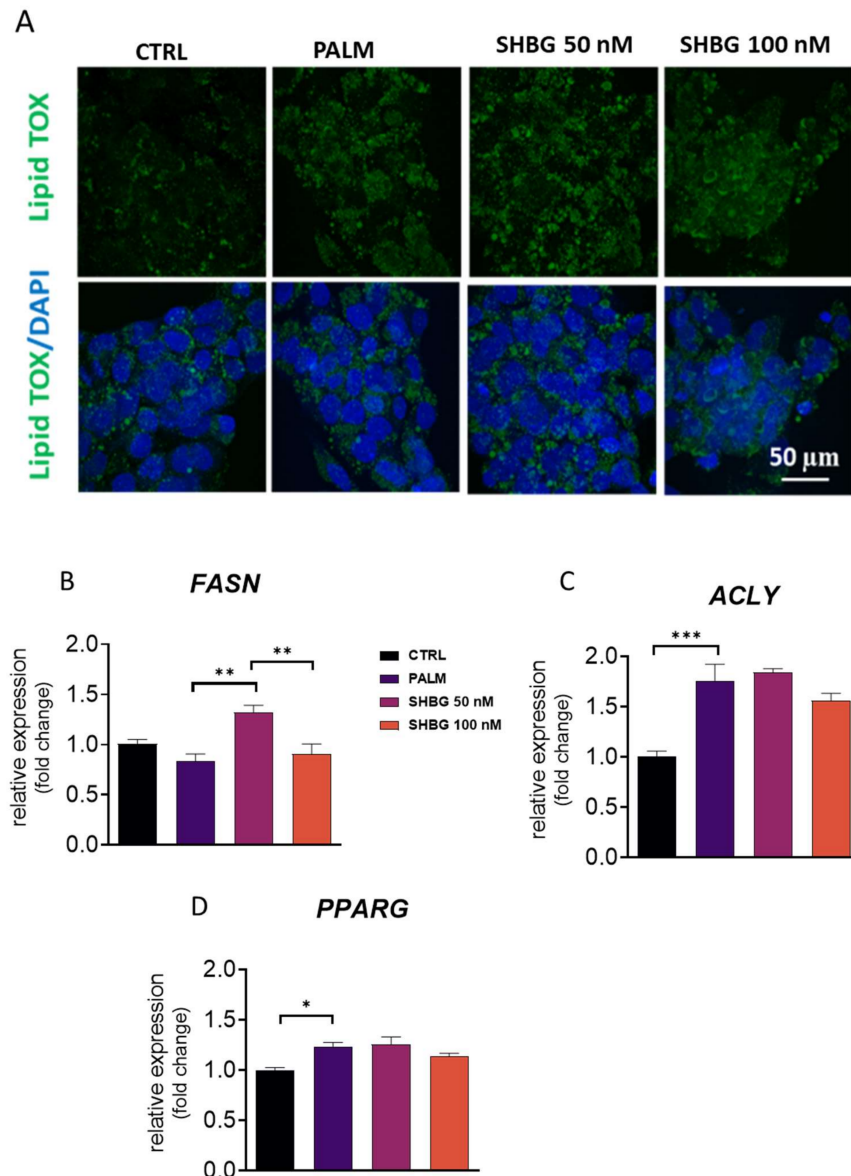 A
CTRL
PALM
SHBG 50 nM
SHBG 100 nM
Lipid TOX
Lipid TOX/DAPI
50 µm
B
FASN
relative expression
(fold change)
2.0
1.5
1.0
0.5
0.0
**
**
CTRL
PALM
SHBG 50 nM
SHBG 100 nM
C
ACLY
relative expression
(fold change)
2.0
1.5
1.0
0.5
0.0
***
D
PPARG
relative expression
(fold change)
2.0
1.5
1.0
0.5
0.0
*